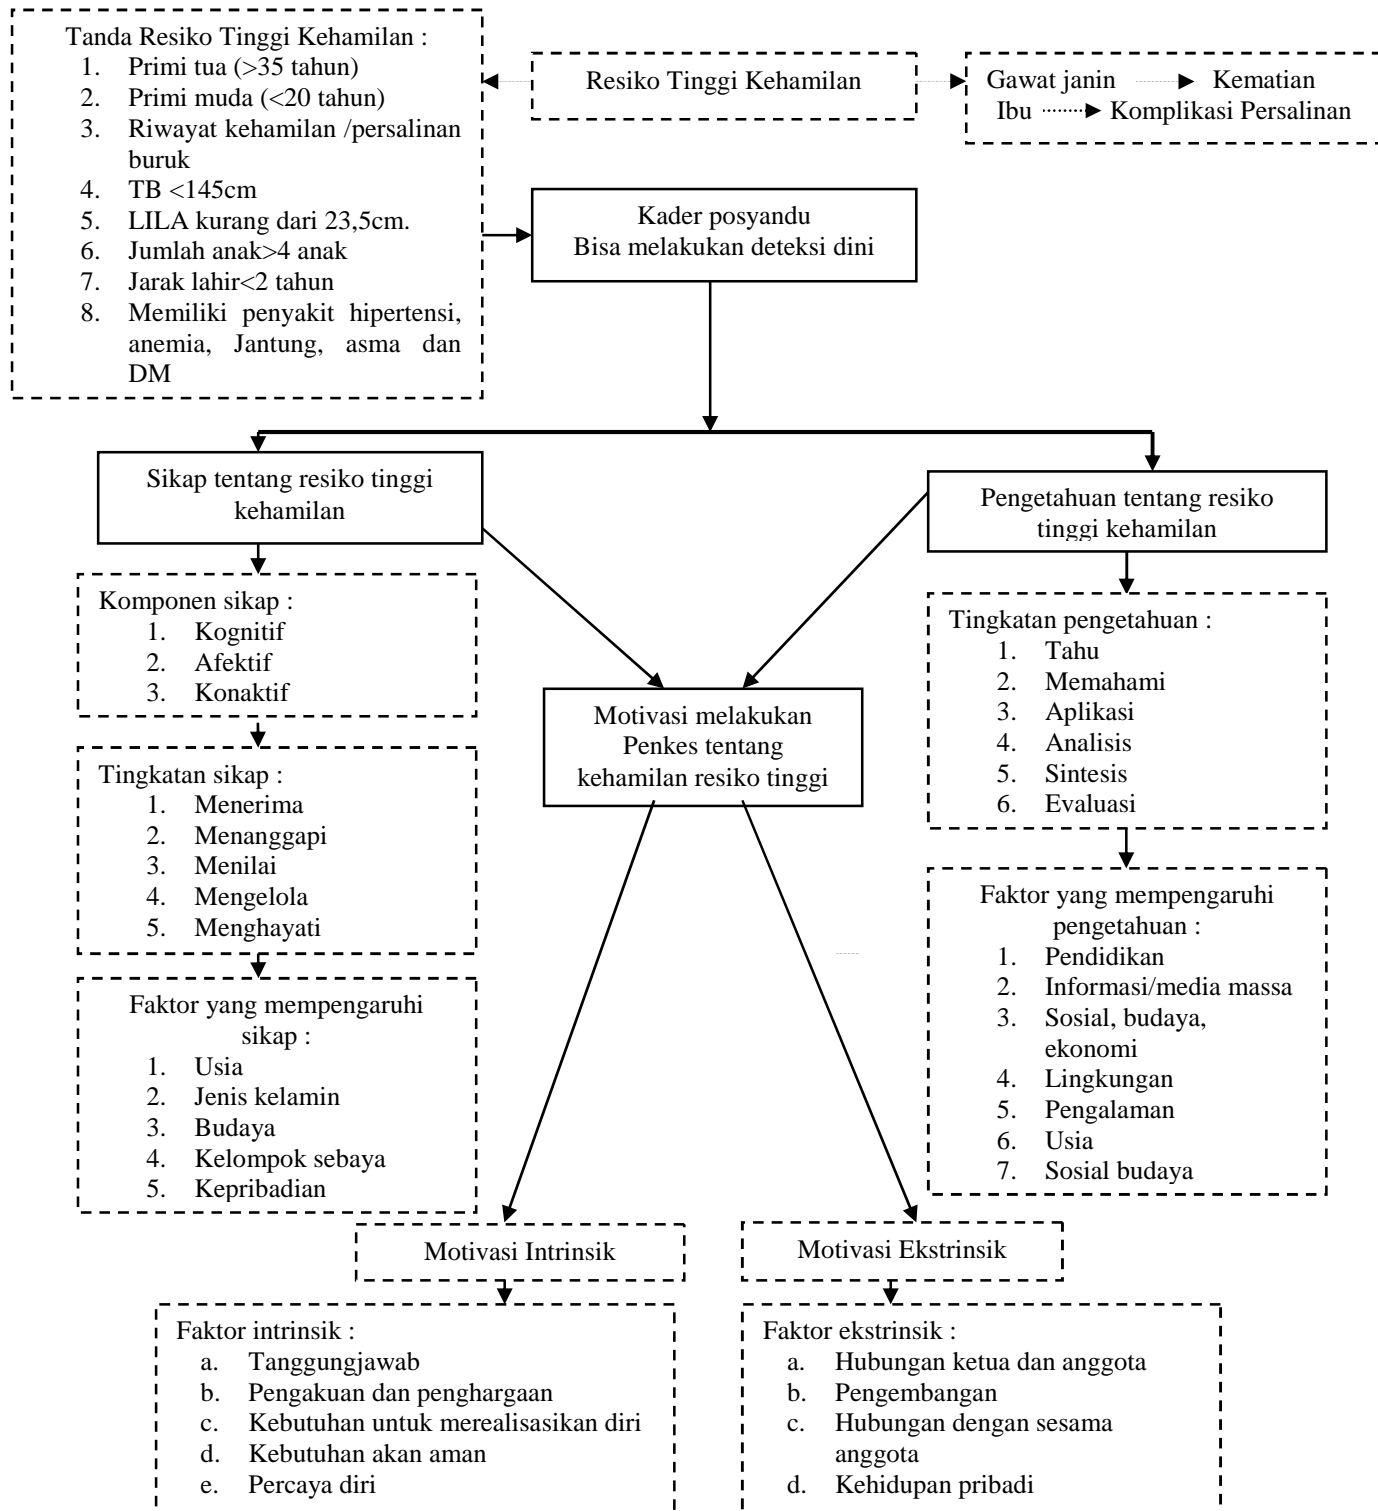 Tanda Resiko Tinggi Kehamilan :
1. Primi tua (>35 tahun)
2. Primi muda (<20 tahun)
3. Riwayat kehamilan /persalinan
buruk
4. TB <145cm
5. LILA kurang dari 23,5cm.
6. Jumlah anak>4 anak
7. Jarak lahir<2 tahun
8. Memiliki penyakit hipertensi,
anemia, Jantung, asma dan
DM
Resiko Tinggi Kehamilan
Gawat janin Kematian
Ibu Komplikasi Persalinan
Kader posyandu
Bisa melakukan deteksi dini
Sikap tentang resiko tinggi
kehamilan
Pengetahuan tentang resiko
tinggi kehamilan
Komponen sikap :
1. Kognitif
2. Afektif
3. Konaktif
Tingkatan sikap :
1. Menerima
2. Menanggapi
3. Menilai
4. Mengelola
5. Menghayati
Faktor yang mempengaruhi
sikap :
1. Usia
2. Jenis kelamin
3. Budaya
4. Kelompok sebaya
5. Kepribadian
Motivasi melakukan
Penkes tentang
kehamilan resiko tinggi
Tingkatan pengetahuan :
1. Tahu
2. Memahami
3. Aplikasi
4. Analisis
5. Sintesis
6. Evaluasi
Faktor yang mempengaruhi
pengetahuan :
1. Pendidikan
2. Informasi/media massa
3. Sosial, budaya,
ekonomi
4. Lingkungan
5. Pengalaman
6. Usia
7. Sosial budaya
Motivasi Intrinsik
Motivasi Ekstrinsik
Faktor intrinsik :
a. Tanggungjawab
b. Pengakuan dan penghargaan
c. Kebutuhan untuk merealisasikan diri
d. Kebutuhan akan aman
e. Percaya diri
Faktor ekstrinsik :
a. Hubungan ketua dan anggota
b. Pengembangan
c. Hubungan dengan sesama
anggota
d. Kehidupan pribadi